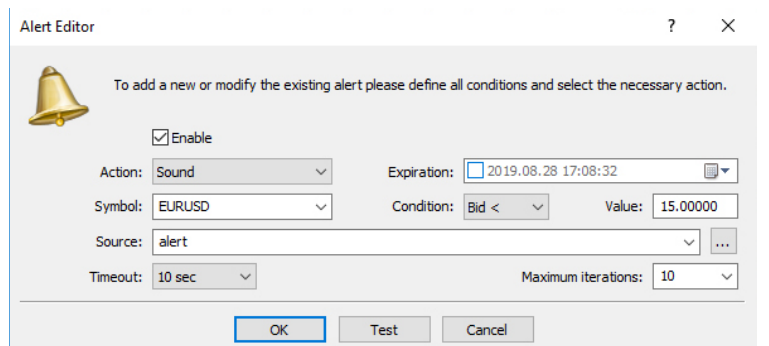 Alert Editor ?
To add a new or modify the existing alert please define all conditions and select the necessary action.
Enable
Action: Sound Expiration: 2019.08.28 17:08:32
Symbol: EURUSD Condition: Bid < Value: 15.00000
Source: alert ...
Timeout: 10 sec Maximum iterations: 10
OK Test Cancel